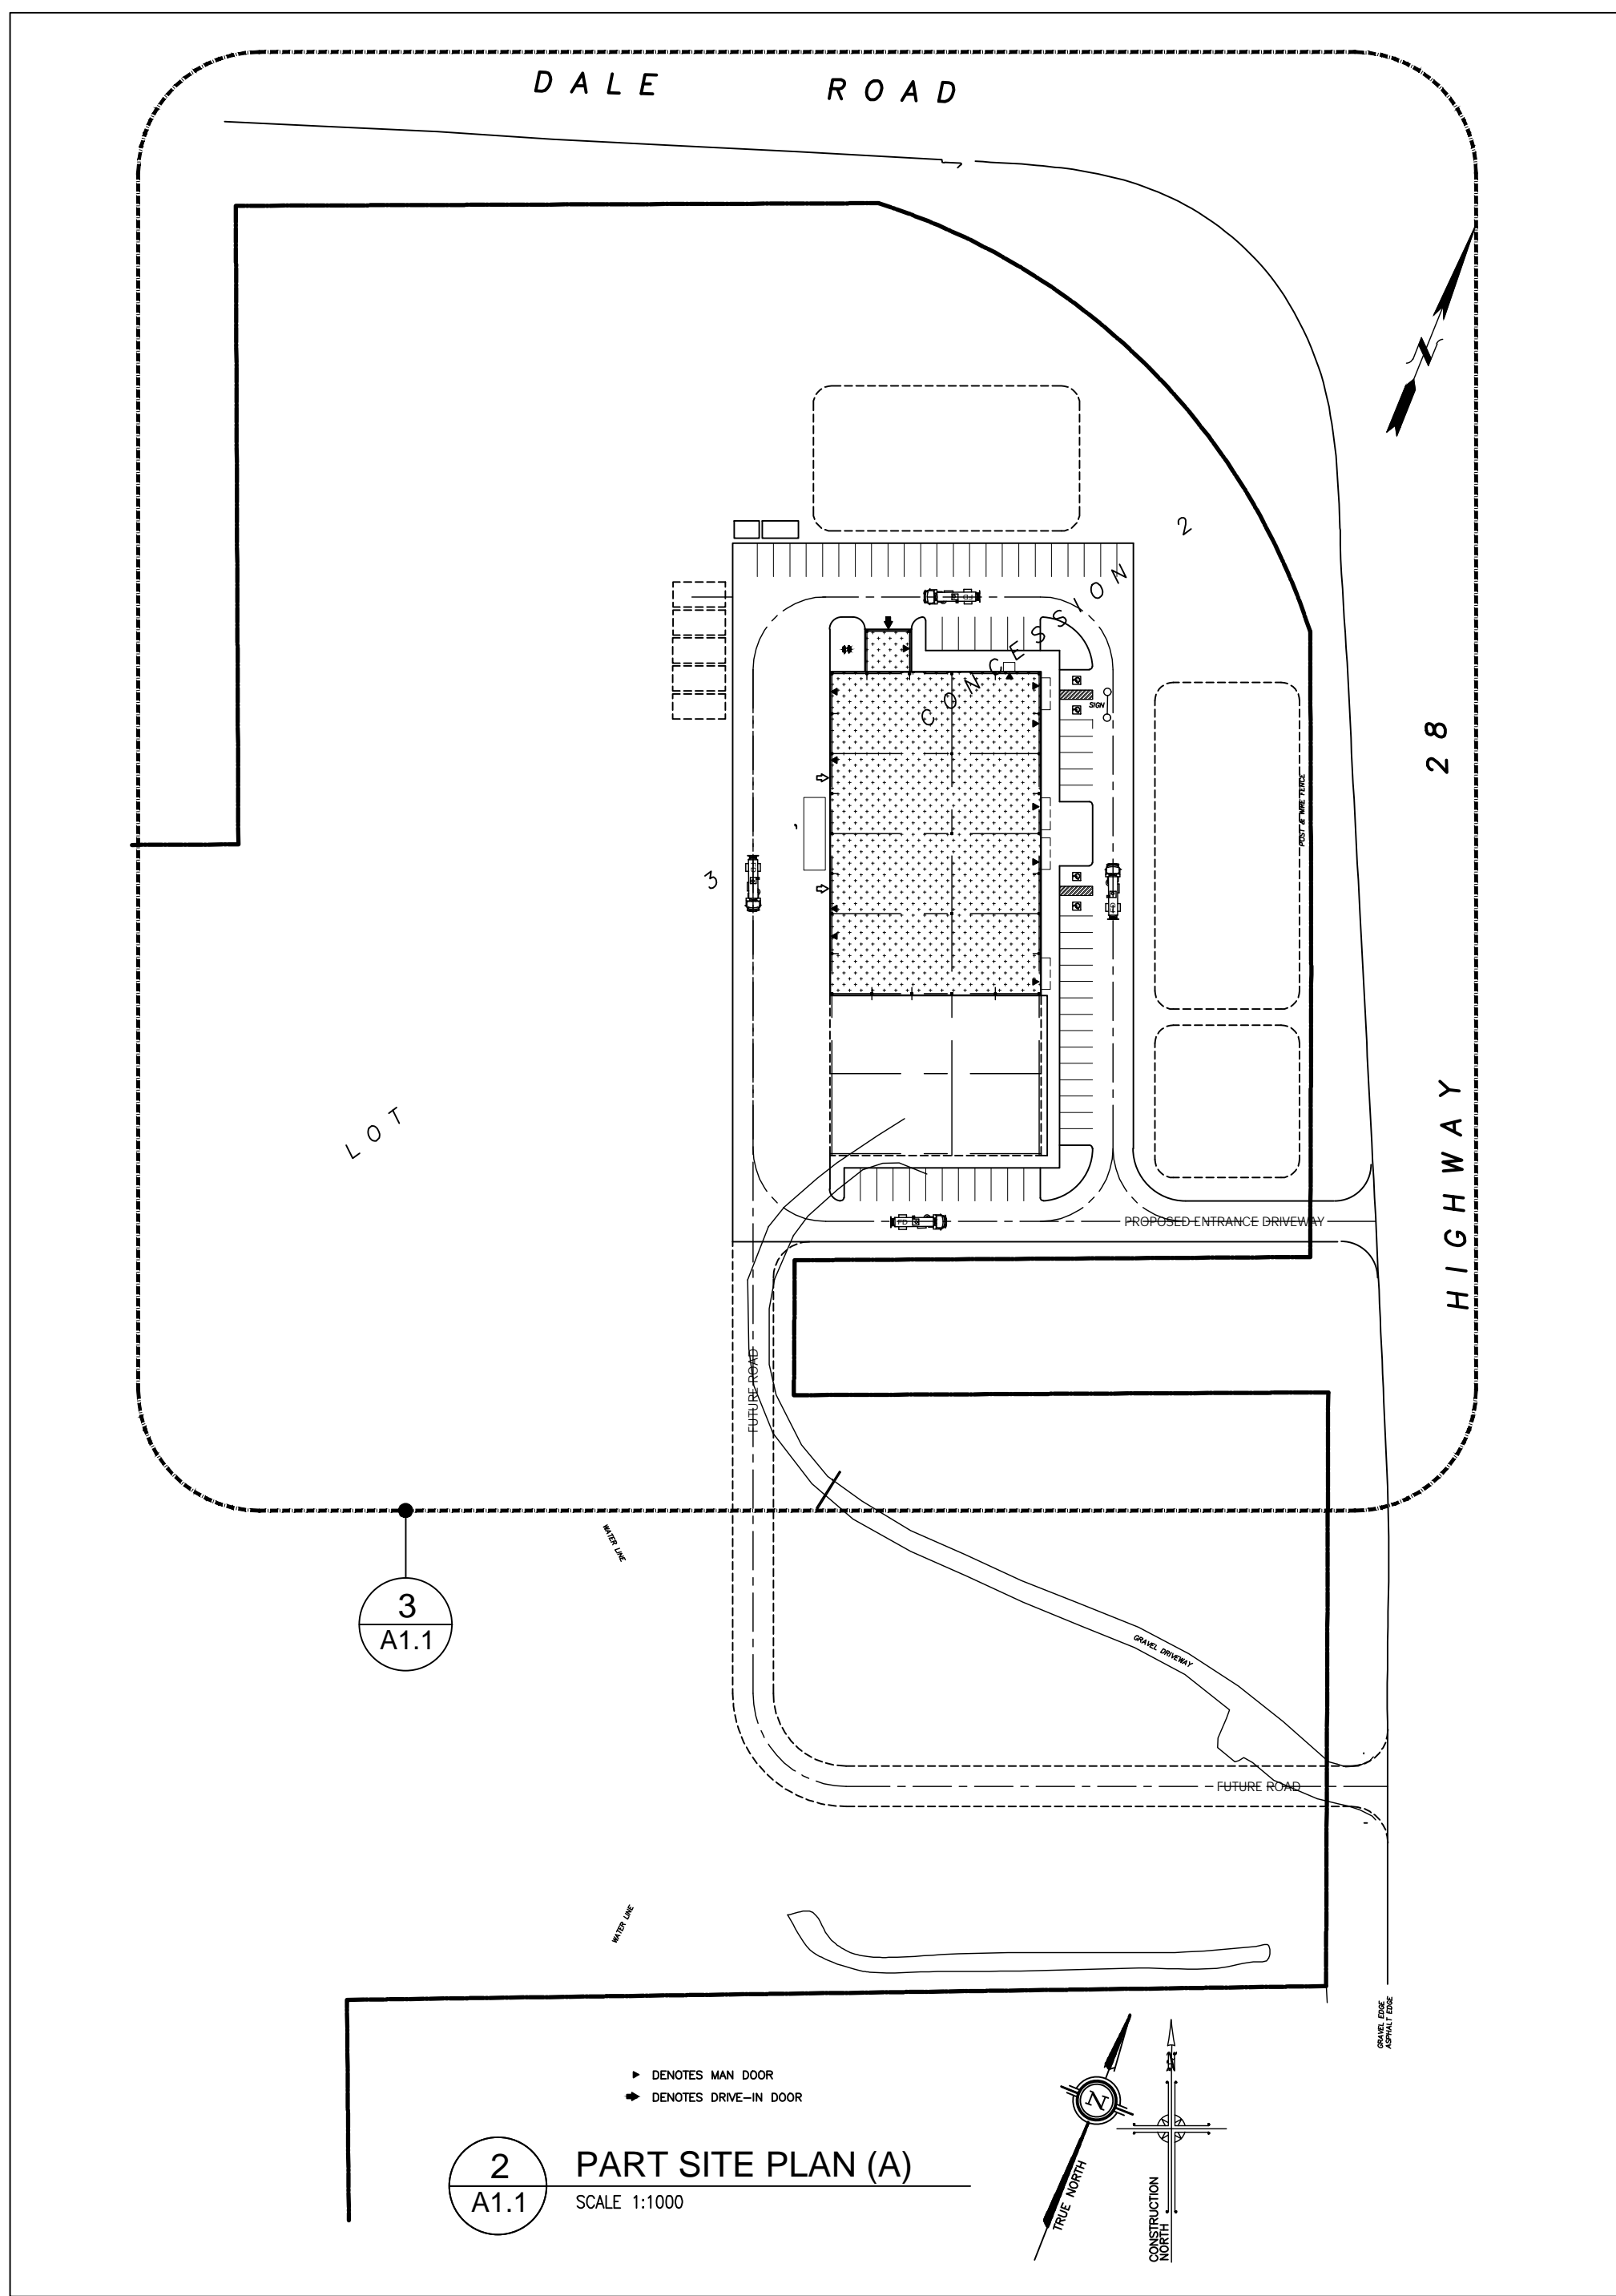 DALE ROAD
N
2
CONCESSION
SIGN
28
POST & WIRE FENCE
3
LOT
HIGHWAY
PROPOSED ENTRANCE DRIVEWAY
FUTURE ROAD
WATER LINE
3
A1.1
GRAVEL DRIVEWAY
FUTURE ROAD
WATER LINE
GRAVEL EDGE
ASPHALT EDGE
DENOTES MAN DOOR
DENOTES DRIVE-IN DOOR
N
TRUE NORTH
CONSTRUCTION
NORTH
2
A1.1
PART SITE PLAN (A)
SCALE 1:1000